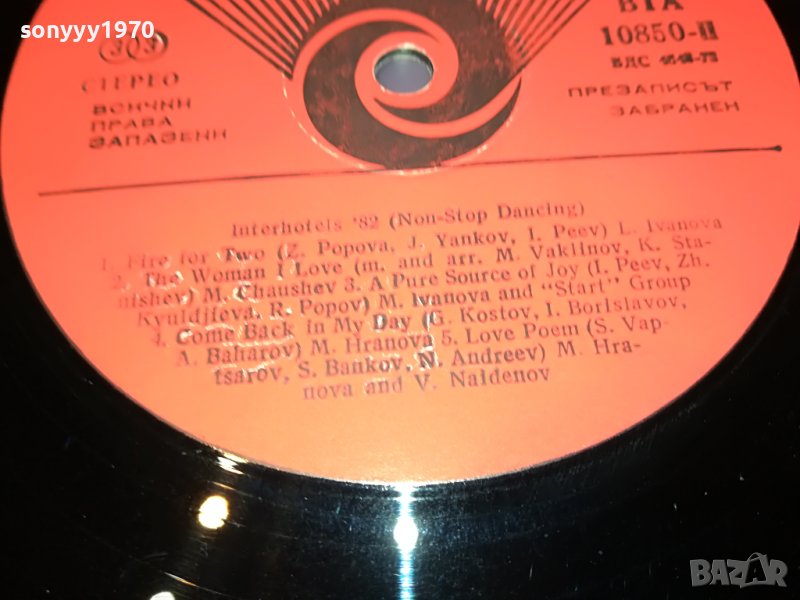 sonyyy1970
ВТА
33
10850-II
СТЕРЕО
БДС
ВСИЧКИ
ПРАВА
ЗАПАЗЕНИ
ПРЕЗАПИСЪТ
ЗАБРАНЕН
Interhotels '82 (Non-Stop Dancing)
1. Fire for Two (Z. Popova, J. Yankov, I. Peev) L. Ivanova
2. The Woman I Love (m. and arr. M. Vaklinov, K. Sta-
nishev) M. Chaushev 3. A Pure Source of Joy (I. Peev, Zh.
Kyuldjieva, R. Popov) M. Ivanova and "Start" Group
4. Come Back in My Day (G. Kostov, I. Borislavov,
A. Baharov) M. Hranova 5. Love Poem (S. Vap-
tsarov, S. Bankov, N. Andreev) M. Hra-
nova and V. Naidenov
BAZAR